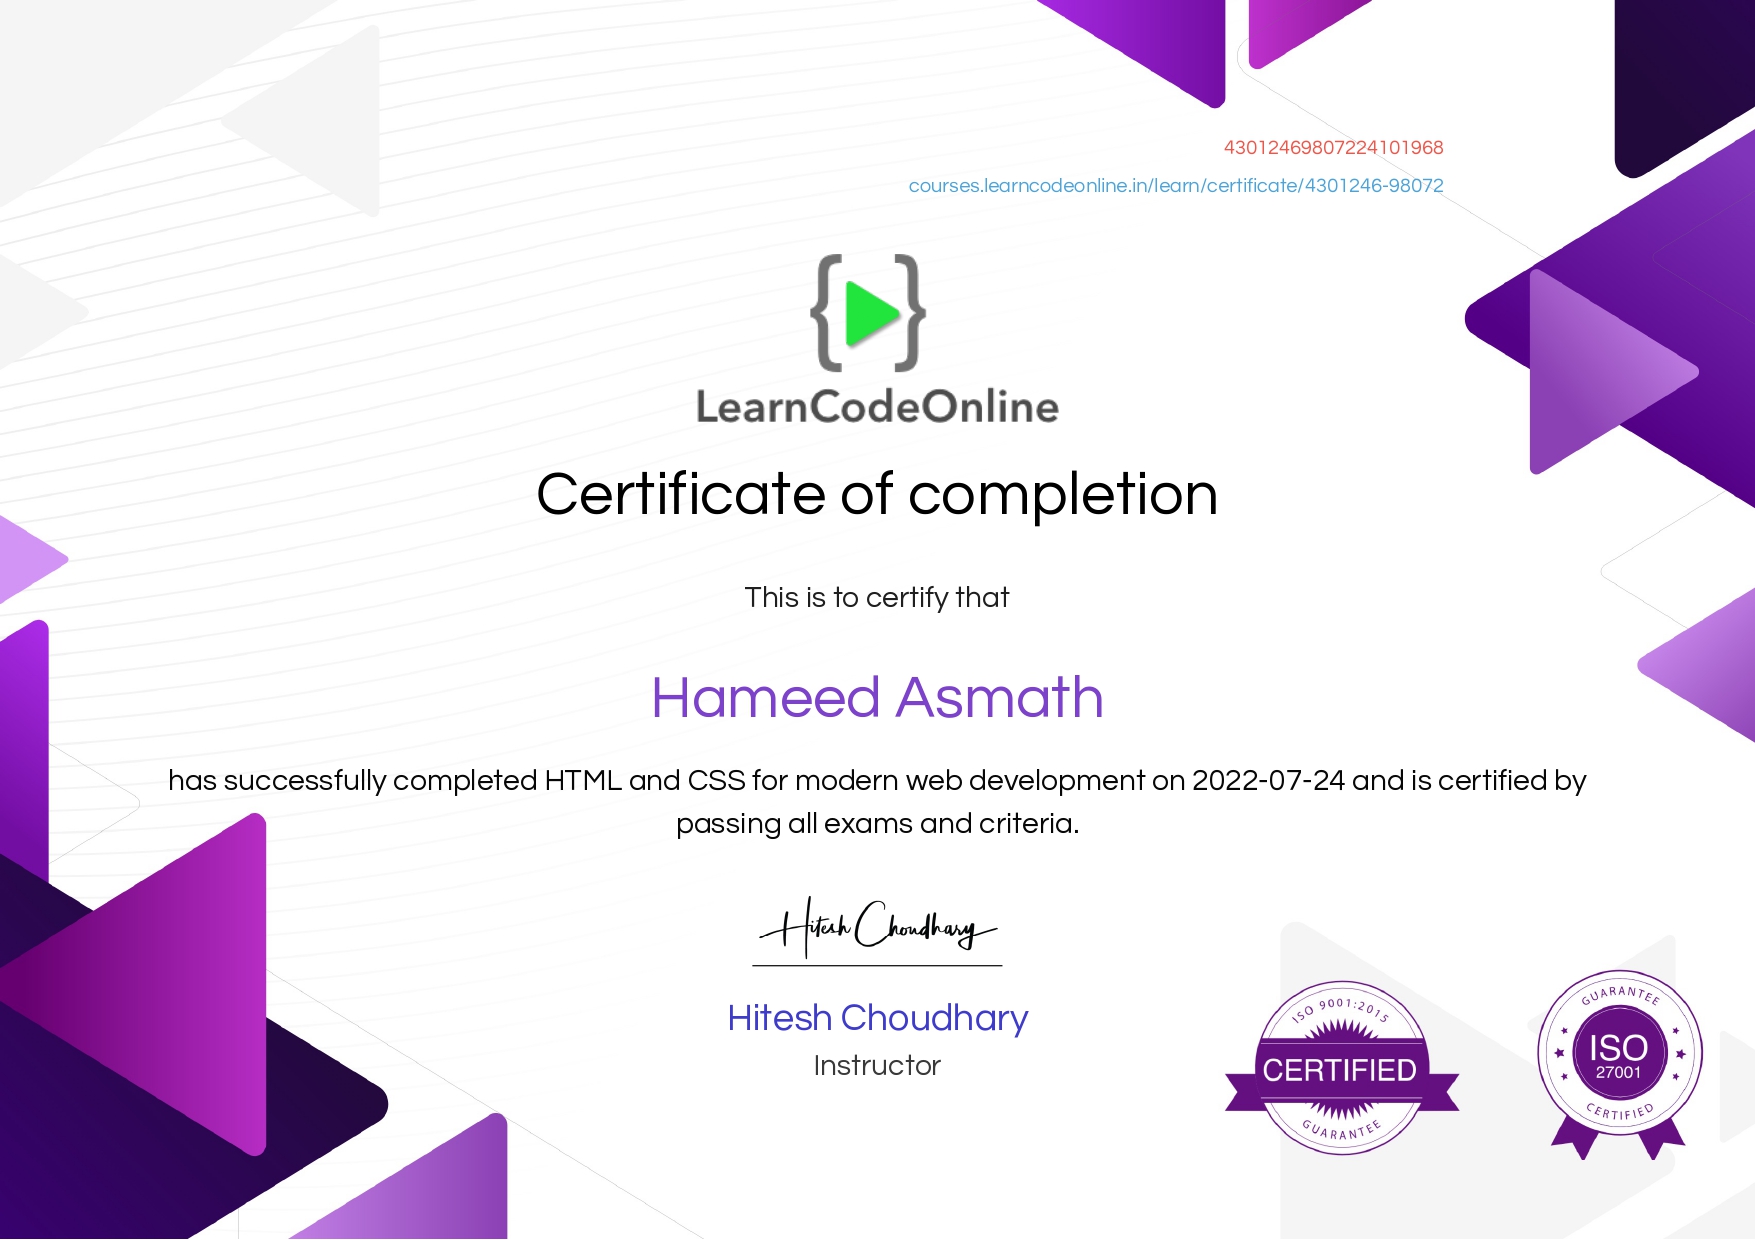 43012469807224101968
courses.learncodeonline.in/learn/certificate/4301246-98072
LearnCodeOnline
Certificate of completion
This is to certify that
Hameed Asmath
has successfully completed HTML and CSS for modern web development on 2022-07-24 and is certified by
passing all exams and criteria.
Hitesh Choudhary
Hitesh Choudhary
Instructor
ISO 9001:2015
CERTIFIED
GUARANTEE
GUARANTEE
ISO
27001
CERTIFIED